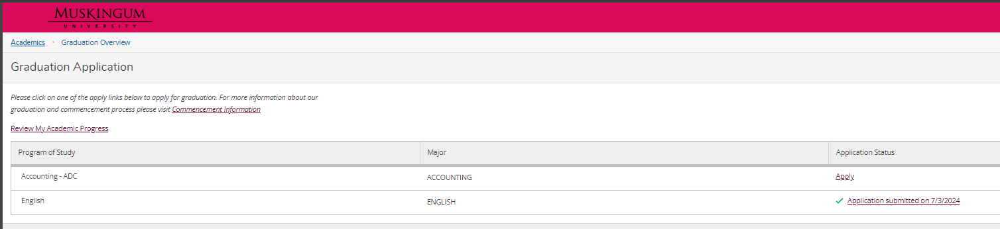 MUSKINGUM
UNIVERSITY
Academics • Graduation Overview
Graduation Application
Please click on one of the apply links below to apply for graduation. For more information about our
graduation and commencement process please visit Commencement Information
Review My Academic Progress
Program of Study Major Application Status
Accounting - ADC ACCOUNTING Apply
English ENGLISH ✓ Application submitted on 7/3/2024